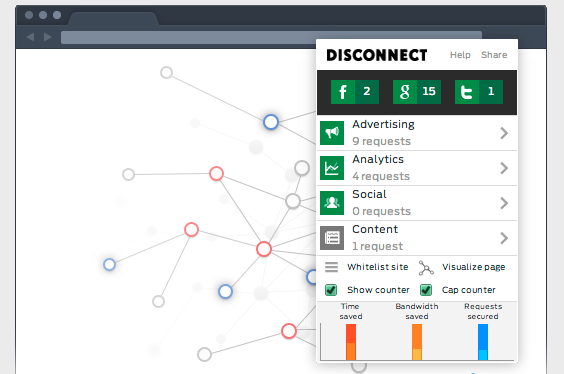 DISCONNECT Help Share
f 2 g 15 t 1
Advertising
9 requests
Analytics
4 requests
Social
0 requests
Content
1 request
Whitelist site Visualize page
Show counter Cap counter
Time Bandwidth Requests
saved saved secured